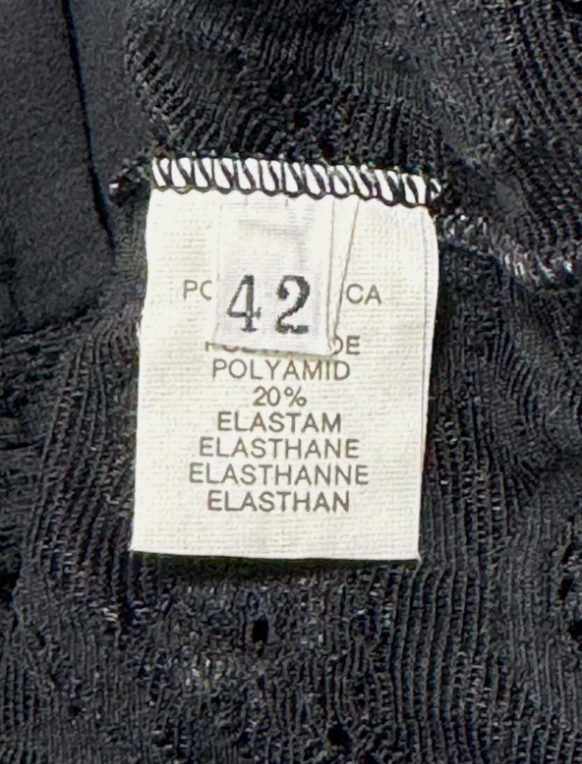 42
POLYAMID
20%
ELASTAM
ELASTHANE
ELASTHANNE
ELASTHAN